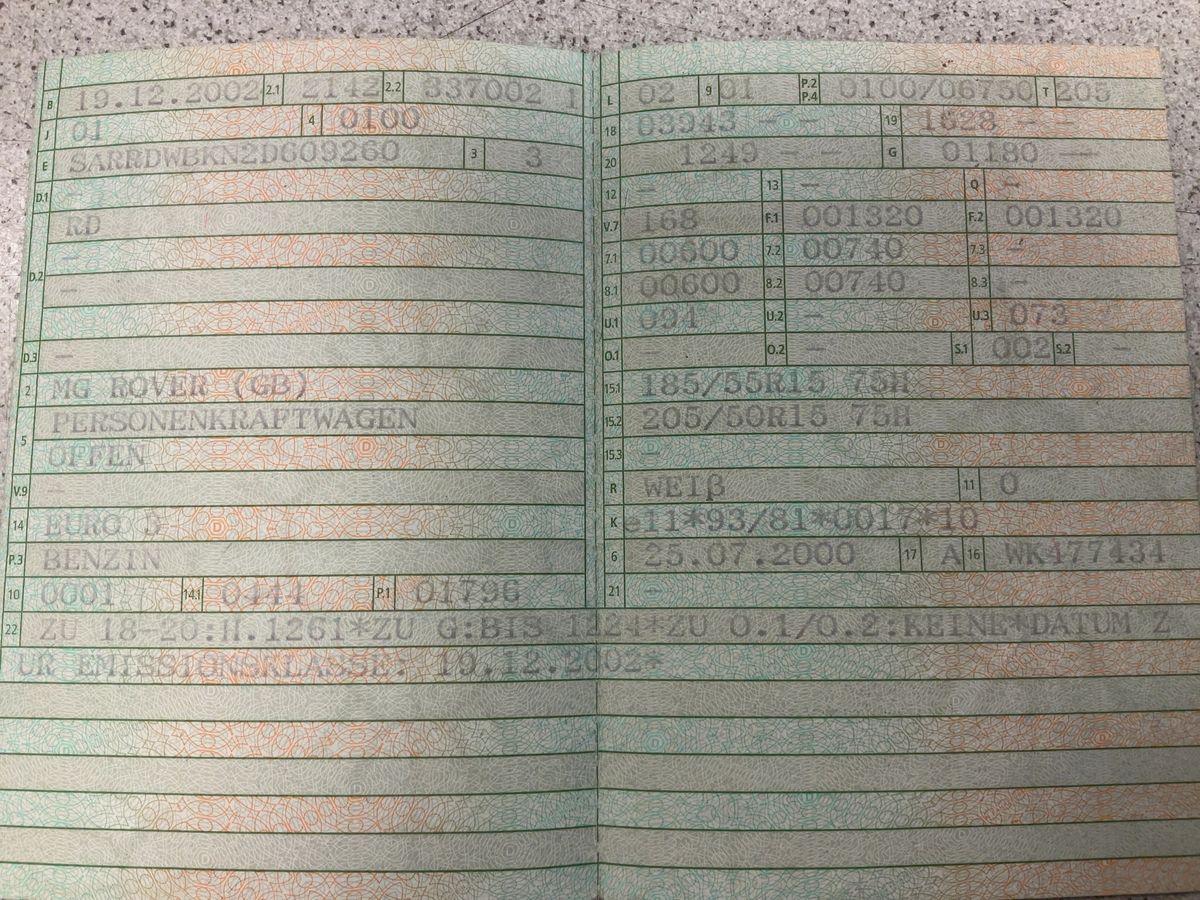 B 19.12.2002 2.1 2142 2.2 337002 1
J 01 4 0100
E SARRDWBKN2D609260 3 3
D.1 -
D.2 RD
-
-
D.3 -
2 MG ROVER (GB)
5 PERSONENKRAFTWAGEN
OFFEN
V.9 -
14 EURO 3
P.3 BENZIN
10 0001 14.1 0444 P.1 01796
L 02 9 01 P.2 P.4 0100/06750 T 205
18 03943 - - 19 1628 - -
20 1249 - - G 01180 -
12 - 13 - Q -
V.7 168 F.1 001320 F.2 001320
7.1 00600 7.2 00740 7.3 -
8.1 00600 8.2 00740 8.3 -
U.1 094 U.2 - U.3 073
O.1 - O.2 - S.1 002 S.2 -
15.1 185/55R15 75H
15.2 205/50R15 75H
15.3 -
R WEIß 11 0
K e11*93/81*0017*10
6 25.07.2000 17 A 16 WK477434
21 -
22 ZU 18-20:H.1261*ZU G:BIS 1224*ZU O.1/O.2:KEINE*DATUM Z
UR EMISSIONSKLASSE: 19.12.2002*